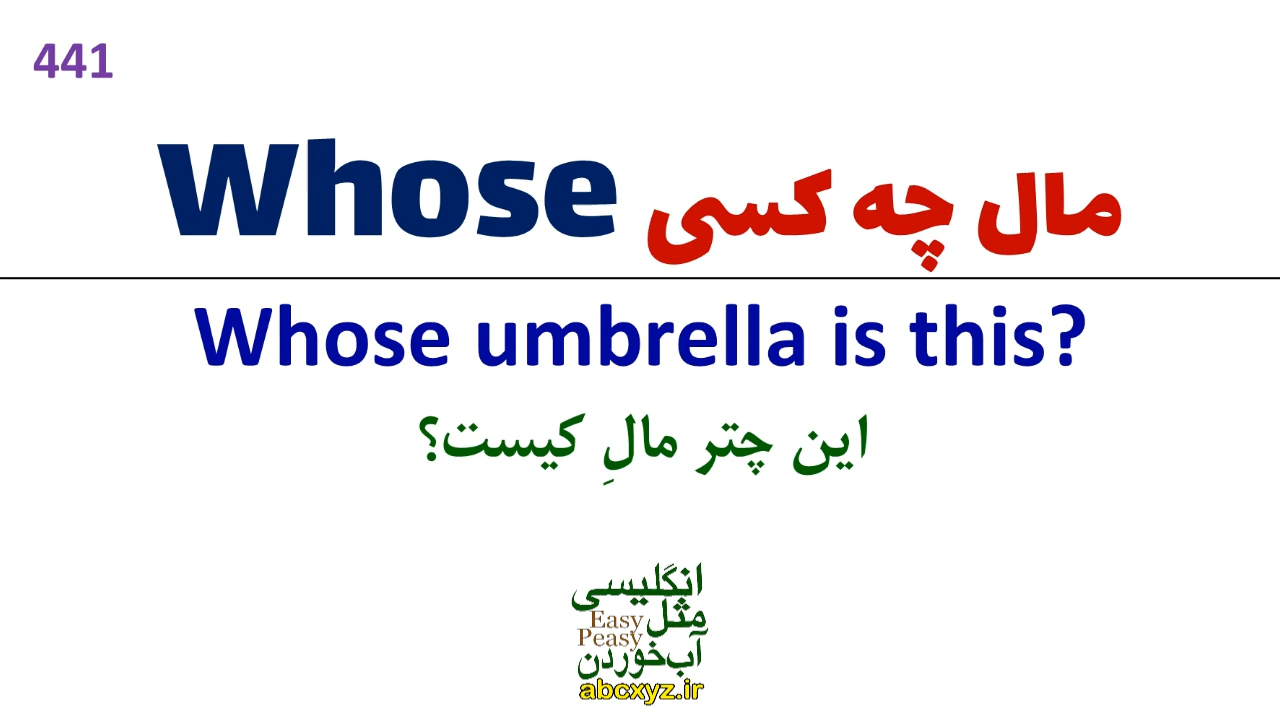 441
Whose مال چه کسی
Whose umbrella is this?
این چتر مالِ کیست؟
انگلیسی
مثل
Easy
Peasy
آب‌خوردن
abcxyz.ir